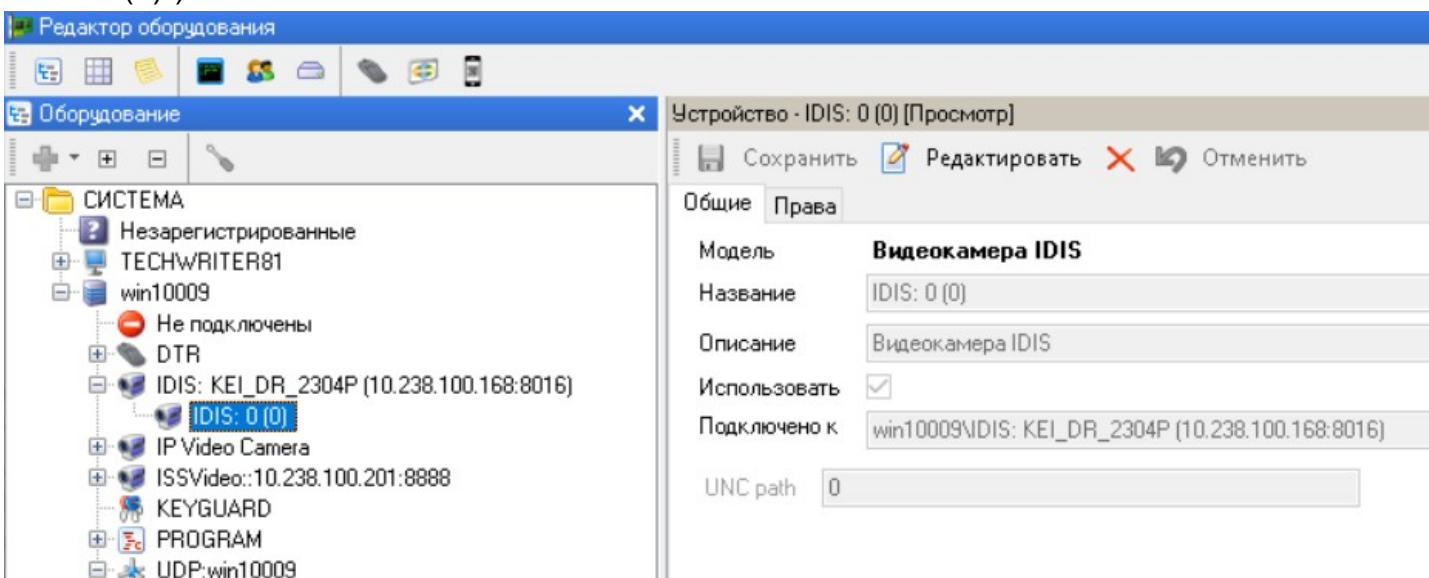 Редактор оборудования
Оборудование
СИСТЕМА
Незарегистрированные
TECHWRITER81
win10009
Не подключены
DTR
IDIS: KEI_DR_2304P (10.238.100.168:8016)
IDIS: 0 (0)
IP Video Camera
ISSVideo::10.238.100.201:8888
KEYGUARD
PROGRAM
UDP:win10009
Устройство - IDIS: 0 (0) [Просмотр]
Сохранить Редактировать Отменить
Общие Права
Модель Видеокамера IDIS
Название IDIS: 0 (0)
Описание Видеокамера IDIS
Использовать
Подключено к win10009\IDIS: KEI_DR_2304P (10.238.100.168:8016)
UNC path 0